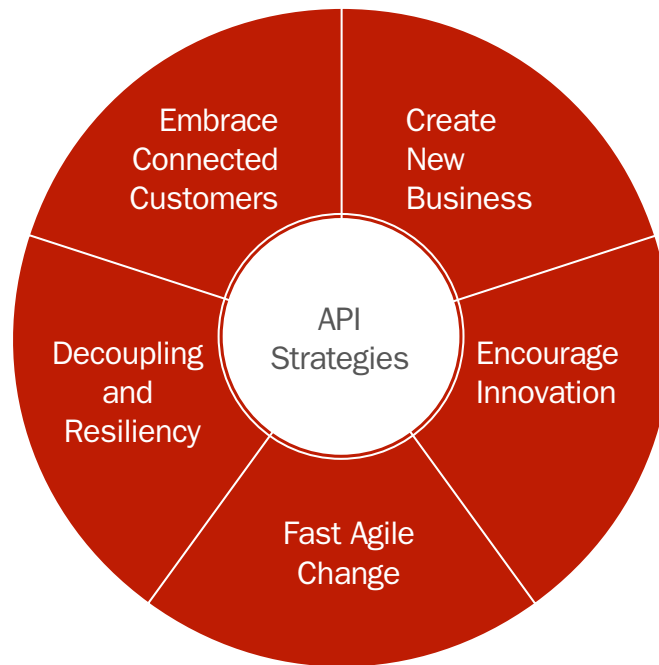 Embrace
Connected
Customers
Create
New
Business
API
Strategies
Decoupling
and
Resiliency
Encourage
Innovation
Fast Agile
Change